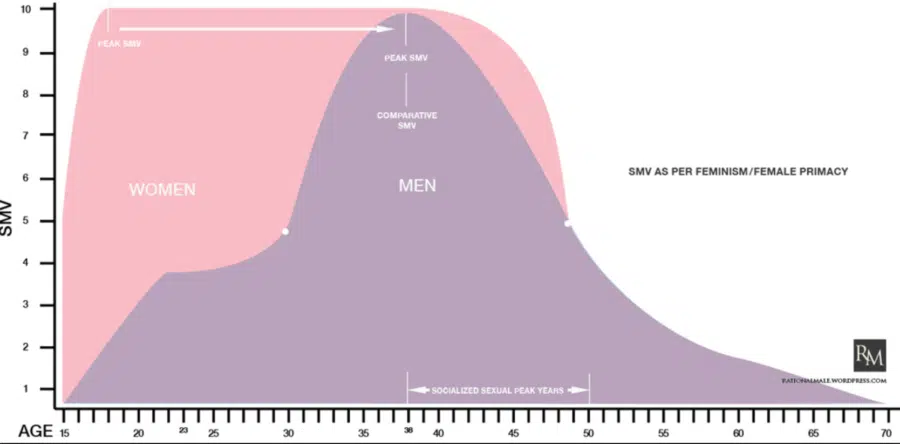 10
PEAK SMV
9
PEAK SMV
8
COMPARATIVE
SMV
7
SMV AS PER FEMINISM/FEMALE PRIMACY
6
WOMEN
MEN
SMV
5
4
3
2
RM
RATIONALMALE.WORDPRESS.COM
1
SOCIALIZED SEXUAL PEAK YEARS
AGE 15 20 23 25 30 35 38 40 45 50 55 60 65 70